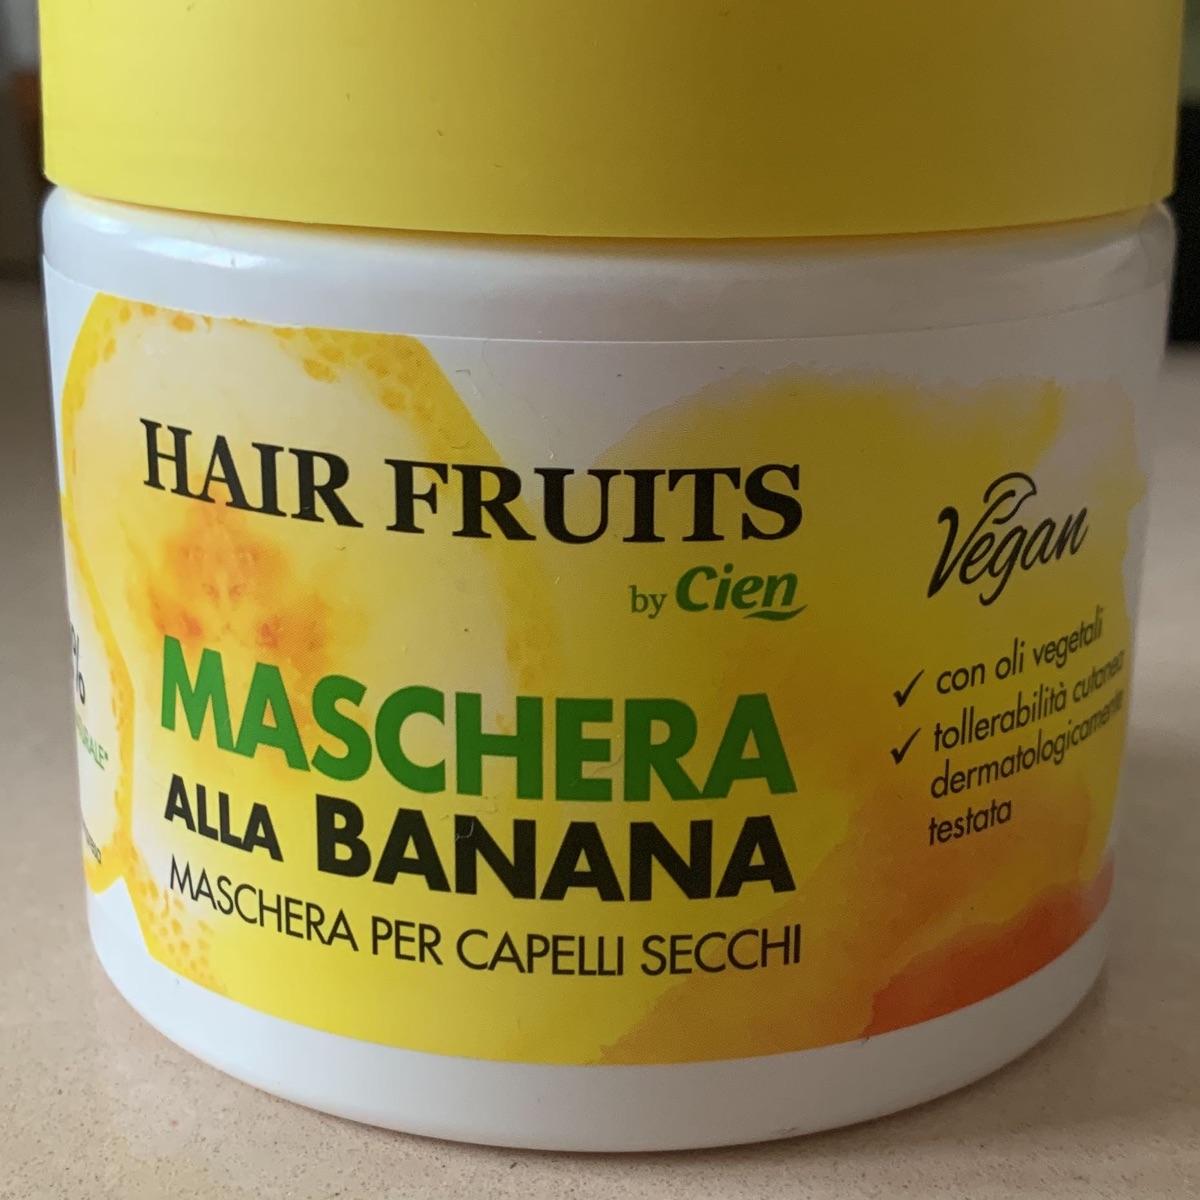 HAIR FRUITS
by Cien
MASCHERA
ALLA BANANA
MASCHERA PER CAPELLI SECCHI
Vegan
✓ con oli vegetali
✓ tollerabilità cutanea
dermatologicamente
testata